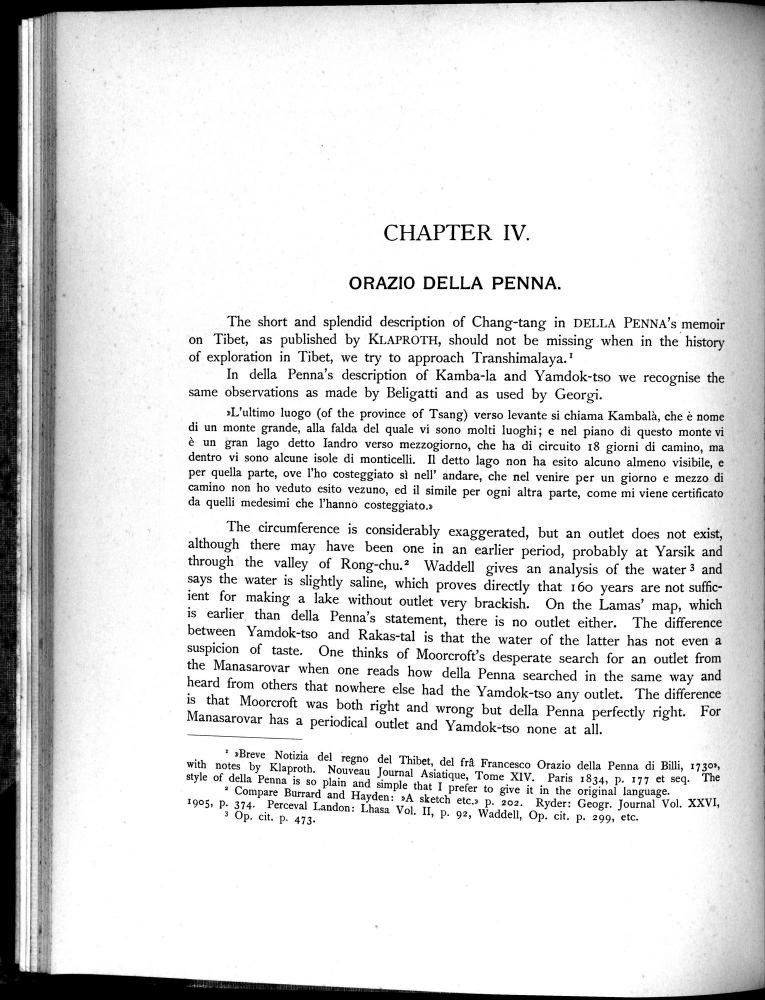 CHAPTER IV.
ORAZIO DELLA PENNA.
The short and splendid description of Chang-tang in DELLA PENNA's memoir
on Tibet, as published by KLAPROTH, should not be missing when in the history
of exploration in Tibet, we try to approach Transhimalaya.¹
In della Penna's description of Kamba-la and Yamdok-tso we recognise the
same observations as made by Beligatti and as used by Georgi.
»L'ultimo luogo (of the province of Tsang) verso levante si chiama Kambalà, che è nome
di un monte grande, alla falda del quale vi sono molti luoghi; e nel piano di questo monte vi
è un gran lago detto Iandro verso mezzogiorno, che ha di circuito 18 giorni di camino, ma
dentro vi sono alcune isole di monticelli. Il detto lago non ha esito alcuno almeno visibile, e
per quella parte, ove l'ho costeggiato sì nell' andare, che nel venire per un giorno e mezzo di
camino non ho veduto esito vezuno, ed il simile per ogni altra parte, come mi viene certificato
da quelli medesimi che l'hanno costeggiato.»
The circumference is considerably exaggerated, but an outlet does not exist,
although there may have been one in an earlier period, probably at Yarsik and
through the valley of Rong-chu.² Waddell gives an analysis of the water³ and
says the water is slightly saline, which proves directly that 160 years are not suffic-
ient for making a lake without outlet very brackish. On the Lamas' map, which
is earlier than della Penna's statement, there is no outlet either. The difference
between Yamdok-tso and Rakas-tal is that the water of the latter has not even a
suspicion of taste. One thinks of Moorcroft's desperate search for an outlet from
the Manasarovar when one reads how della Penna searched in the same way and
heard from others that nowhere else had the Yamdok-tso any outlet. The difference
is that Moorcroft was both right and wrong but della Penna perfectly right. For
Manasarovar has a periodical outlet and Yamdok-tso none at all.
¹ »Breve Notizia del regno del Thibet, del frâ Francesco Orazio della Penna di Billi, 1730»,
with notes by Klaproth. Nouveau Journal Asiatique, Tome XIV. Paris 1834, p. 177 et seq. The
style of della Penna is so plain and simple that I prefer to give it in the original language.
² Compare Burrard and Hayden: »A sketch etc.» p. 202. Ryder: Geogr. Journal Vol. XXVI,
1905, p. 374. Perceval Landon: Lhasa Vol. II, p. 92, Waddell, Op. cit. p. 299, etc.
³ Op. cit. p. 473.